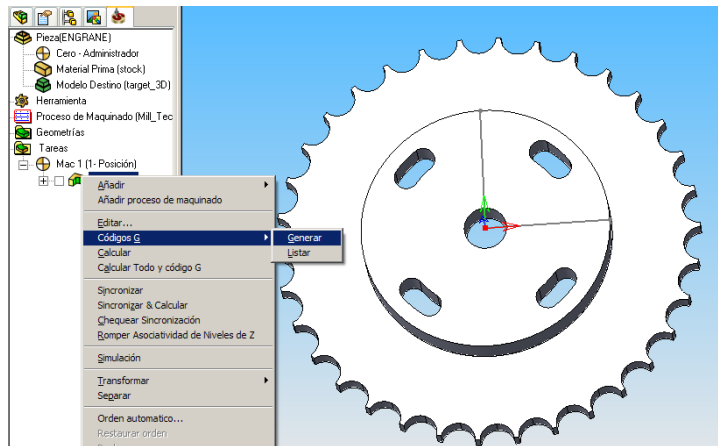 Pieza(ENGRANE)
Cero - Administrador
Material Prima (stock)
Modelo Destino (target_3D)
Herramienta
Proceso de Maquinado (Mill_Tec
Geometrías
Tareas
Mac 1 (1- Posición)
Añadir
Añadir proceso de maquinado
Editar...
Códigos G
Generar
Calcular
Listar
Calcular Todo y código G
Sincronizar
Sincronizar & Calcular
Chequear Sincronización
Romper Asociatividad de Niveles de Z
Simulación
Transformar
Separar
Orden automatico...
Restaurar orden